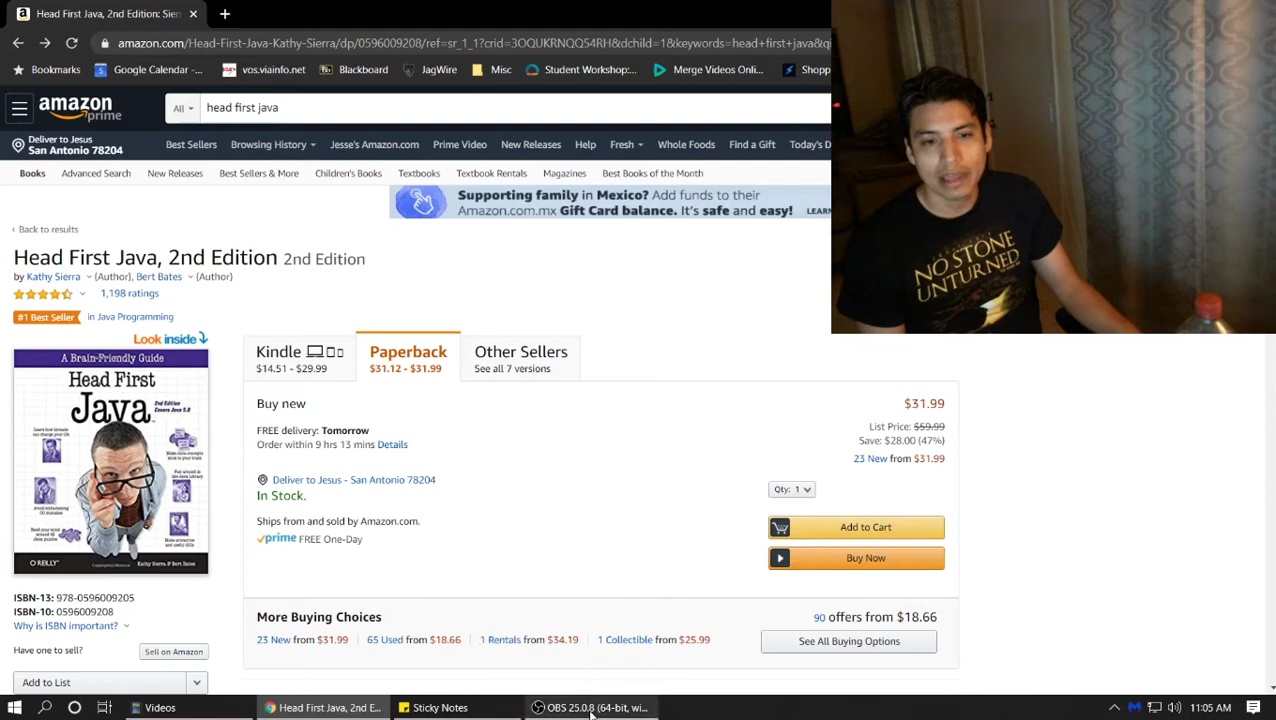 Head First Java, 2nd Edition: Sier
amazon.com/Head-First-Java-Kathy-Sierra/dp/0596009208/ref=sr_1_1?crid=3OQUKRNQQ54RH&dchild=1&keywords=head+first+java&qi
Bookmarks
Google Calendar -...
vos.viainfo.net
Blackboard
JagWire
Misc
Student Workshop:...
Merge Videos Onli...
Shopp
amazon prime
All
head first java
Deliver to Jesus
San Antonio 78204
Best Sellers
Browsing History
Jesse's Amazon.com
Prime Video
New Releases
Help
Fresh
Whole Foods
Find a Gift
Today's D
Books
Advanced Search
New Releases
Best Sellers & More
Children's Books
Textbooks
Textbook Rentals
Magazines
Best Books of the Month
Supporting family in Mexico? Add funds to their
Amazon.com.mx Gift Card balance. It's safe and easy!
LEARN
‹ Back to results
Head First Java, 2nd Edition 2nd Edition
by Kathy Sierra (Author), Bert Bates (Author)
1,198 ratings
#1 Best Seller in Java Programming
Look inside
A Brain-Friendly Guide
Head First
Java
2nd Edition
Covers Java 5.0
O'REILLY
Kathy Sierra & Bert Bates
NO STONE
UNTURNED
Kindle
$14.51 - $29.99
Paperback
$31.12 - $31.99
Other Sellers
See all 7 versions
Buy new
$31.99
FREE delivery: Tomorrow
Order within 9 hrs 13 mins Details
List Price: $59.99
Save: $28.00 (47%)
23 New from $31.99
Deliver to Jesus - San Antonio 78204
In Stock.
Qty: 1
Ships from and sold by Amazon.com.
prime FREE One-Day
Add to Cart
Buy Now
More Buying Choices
90 offers from $18.66
23 New from $31.99
65 Used from $18.66
1 Rentals from $34.19
1 Collectible from $25.99
See All Buying Options
ISBN-13: 978-0596009205
ISBN-10: 0596009208
Why is ISBN important?
Have one to sell?
Sell on Amazon
Add to List
Videos
Head First Java, 2nd E...
Sticky Notes
OBS 25.0.8 (64-bit, wi...
11:05 AM